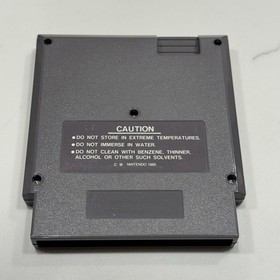 CAUTION
•DO NOT STORE IN EXTREME TEMPERATURES.
•DO NOT IMMERSE IN WATER.
•DO NOT CLEAN WITH BENZENE, THINNER,
ALCOHOL OR OTHER SUCH SOLVENTS.
NINTENDO 1985